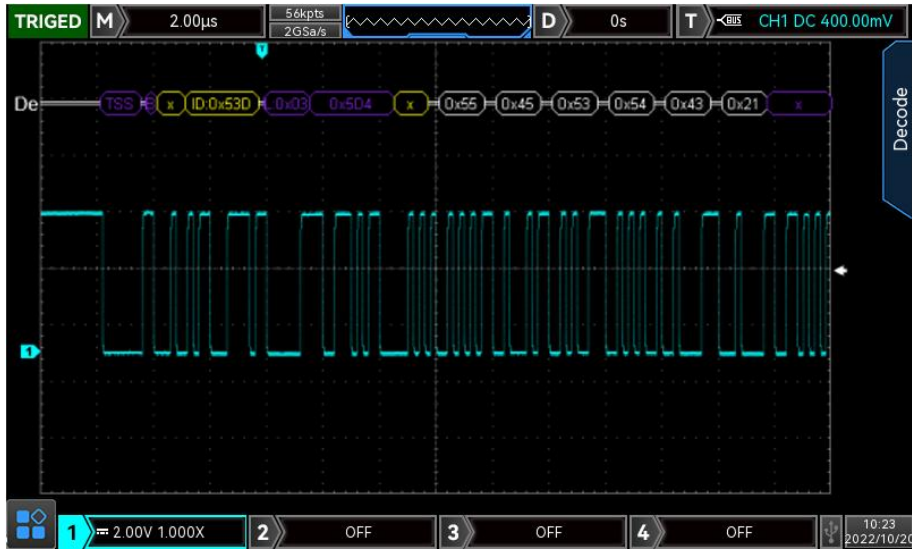 TRIGED M 2.00μs 56kpts 2GSa/s D 0s T BUS CH1 DC 400.00mV
T
De TSS x ID:0x53D L:0x03 0x5D4 x 0x55 0x45 0x53 0x54 0x43 0x21 x
Decode
1
1 2.00V 1.000X 2 OFF 3 OFF 4 OFF 10:23
2022/10/20